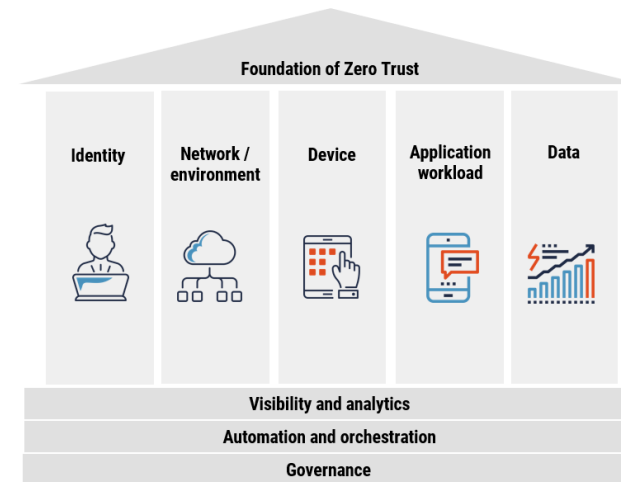 Foundation of Zero Trust
Identity
Network /
environment
Device
Application
workload
Data
Visibility and analytics
Automation and orchestration
Governance